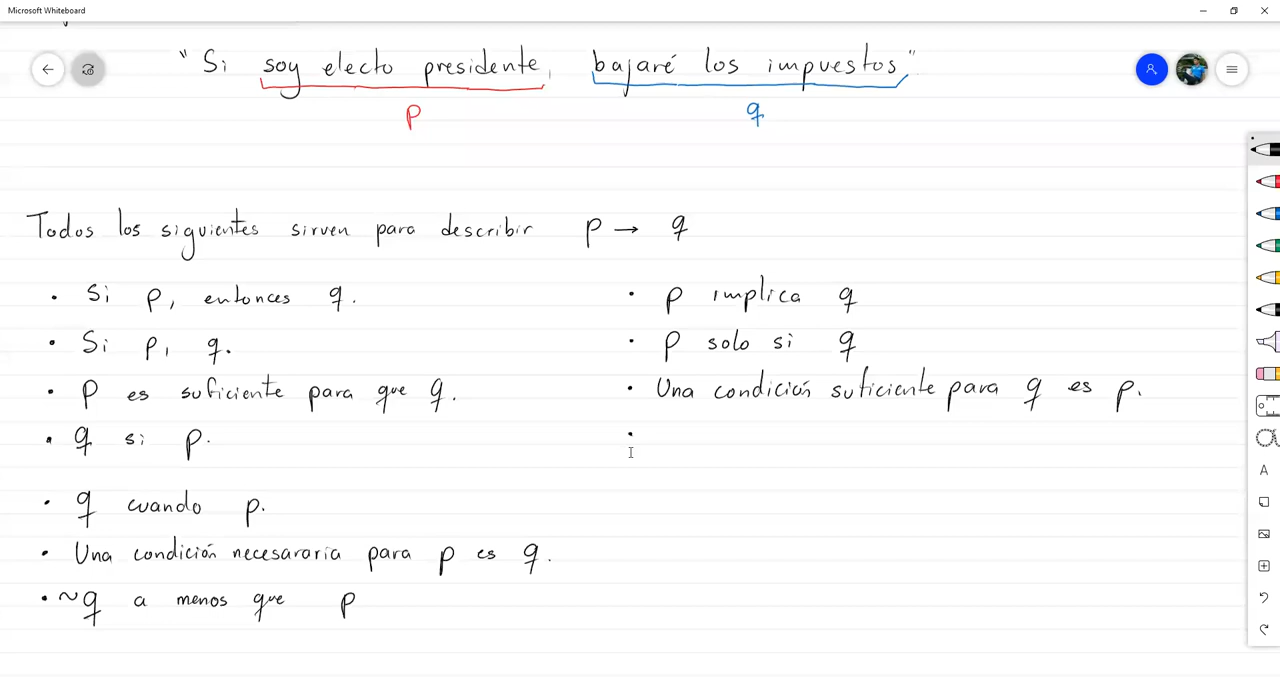 Microsoft Whiteboard
"Si soy electo presidente, bajaré los impuestos"
p q
Todos los siguientes sirven para describir p → q
• Si p, entonces q.
• Si p, q.
• P es suficiente para que q.
• q si p.
• q cuando p.
• Una condición necesararia para p es q.
• ~q a menos que p
• p implica q
• p solo si q
• Una condición suficiente para q es p.
•
A